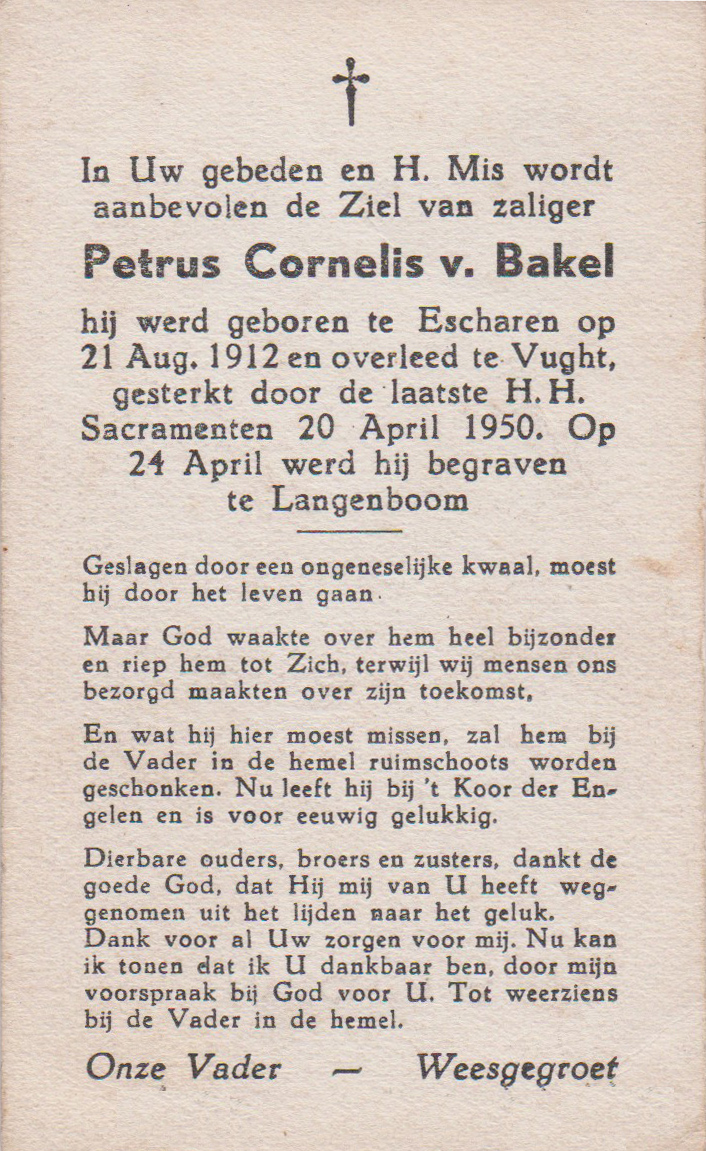 In Uw gebeden en H. Mis wordt
aanbevolen de Ziel van zaliger
Petrus Cornelis v. Bakel
hij werd geboren te Escharen op
21 Aug. 1912 en overleed te Vught,
gesterkt door de laatste H.H.
Sacramenten 20 April 1950. Op
24 April werd hij begraven
te Langenboom
Geslagen door een ongeneselijke kwaal, moest
hij door het leven gaan.
Maar God waakte over hem heel bijzonder
en riep hem tot Zich, terwijl wij mensen ons
bezorgd maakten over zijn toekomst.
En wat hij hier moest missen, zal hem bij
de Vader in de hemel ruimschoots worden
geschonken. Nu leeft hij bij 't Koor der En-
gelen en is voor eeuwig gelukkig.
Dierbare ouders, broers en zusters, dankt de
goede God, dat Hij mij van U heeft weg-
genomen uit het lijden naar het geluk.
Dank voor al Uw zorgen voor mij. Nu kan
ik tonen dat ik U dankbaar ben, door mijn
voorspraak bij God voor U. Tot weerziens
bij de Vader in de hemel.
Onze Vader — Weesgegroet